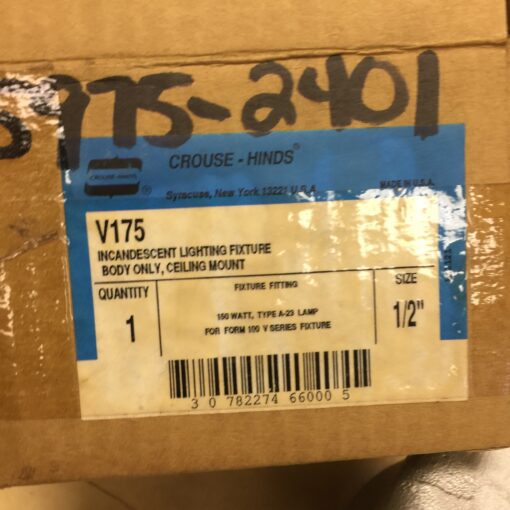 975-2401
CROUSE-HINDS®
CROUSE-HINDS ®
Syracuse, New York 13221 U.S.A.
MADE IN U.S.A.
V175
INCANDESCENT LIGHTING FIXTURE
BODY ONLY, CEILING MOUNT
QUANTITY
1
FIXTURE FITTING
150 WATT, TYPE A-23 LAMP
FOR FORM 100 V SERIES FIXTURE
SIZE
1/2"
3 0 782274 66000 5